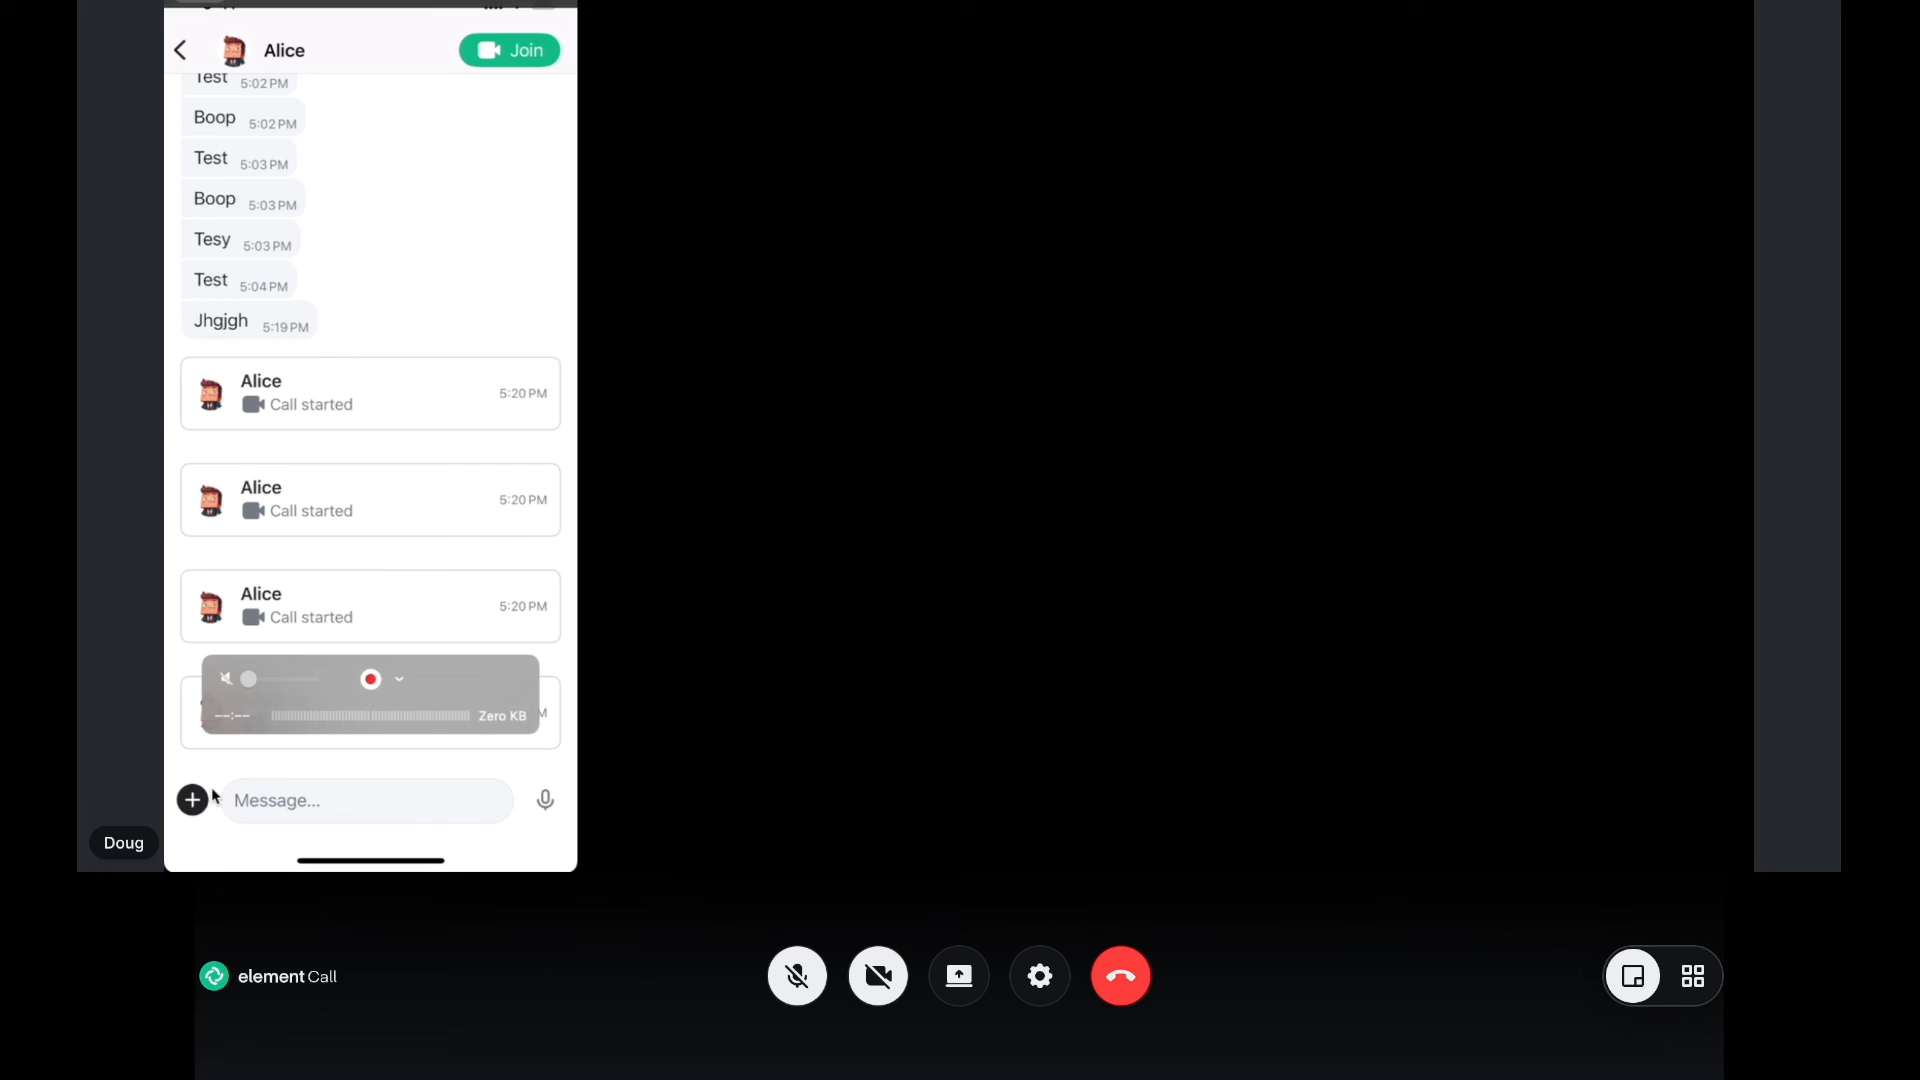 Alice
Join
Test 5:02 PM
Boop 5:02 PM
Test 5:03 PM
Boop 5:03 PM
Tesy 5:03 PM
Test 5:04 PM
Jhgjgh 5:19 PM
Alice
Call started
5:20 PM
Alice
Call started
5:20 PM
Alice
Call started
5:20 PM
--:-- Zero KB
Message...
Doug
element Call